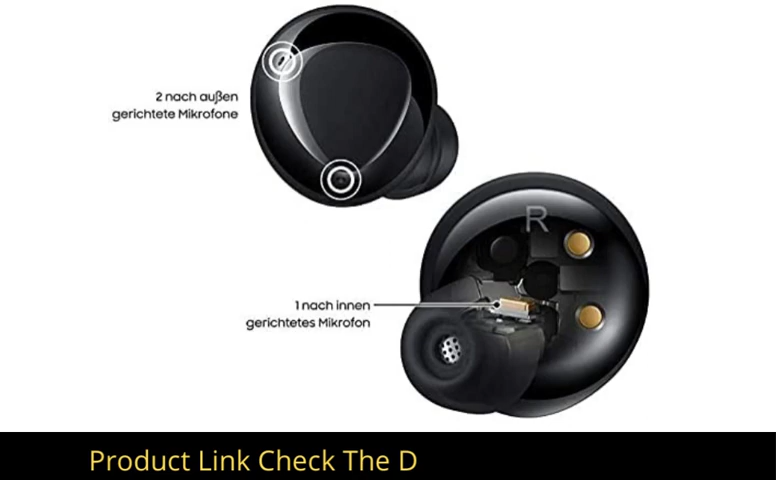 2 nach außen
gerichtete Mikrofone
R
1 nach innen
gerichtetes Mikrofon
Product Link Check The D